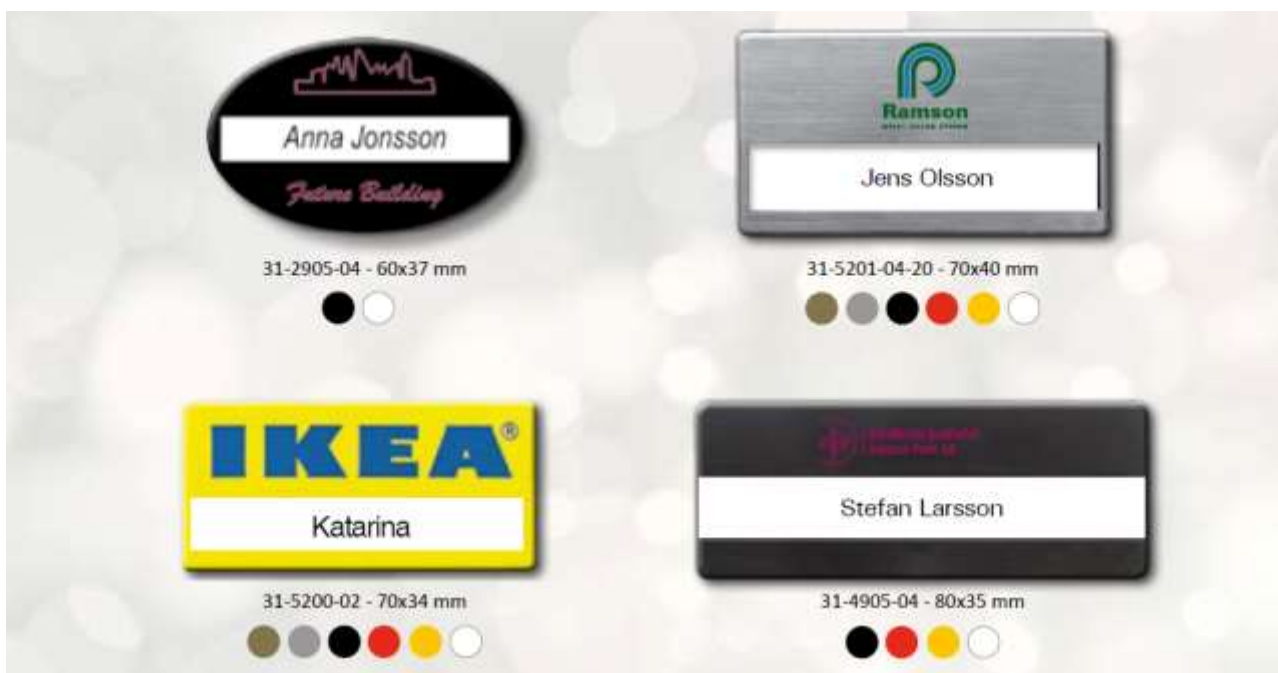 Anna Jonsson
Future Building
31-2905-04 - 60x37 mm
Ramson
Jens Olsson
31-5201-04-20 - 70x40 mm
IKEA®
Katarina
31-5200-02 - 70x34 mm
Stefan Larsson
31-4905-04 - 80x35 mm